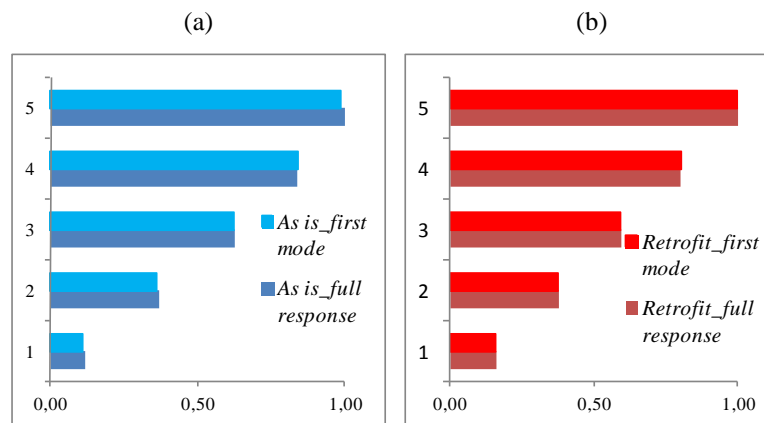 (a)
(b)
5
4
3
2
1
As is_first
mode
As is_full
response
0,00
0,50
1,00
5
4
3
2
1
Retrofit_first
mode
Retrofit_full
response
0,00
0,50
1,00